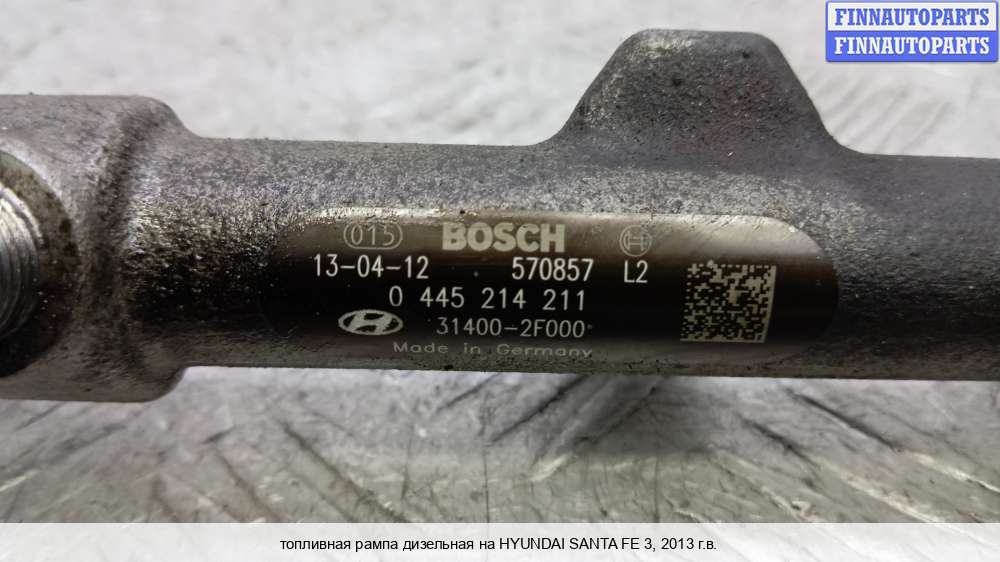 FINNAUTOPARTS
FINNAUTOPARTS
015 BOSCH
13-04-12 570857 L2
0 445 214 211
31400-2F000
Made in Germany
топливная рампа дизельная на HYUNDAI SANTA FE 3, 2013 г.в.